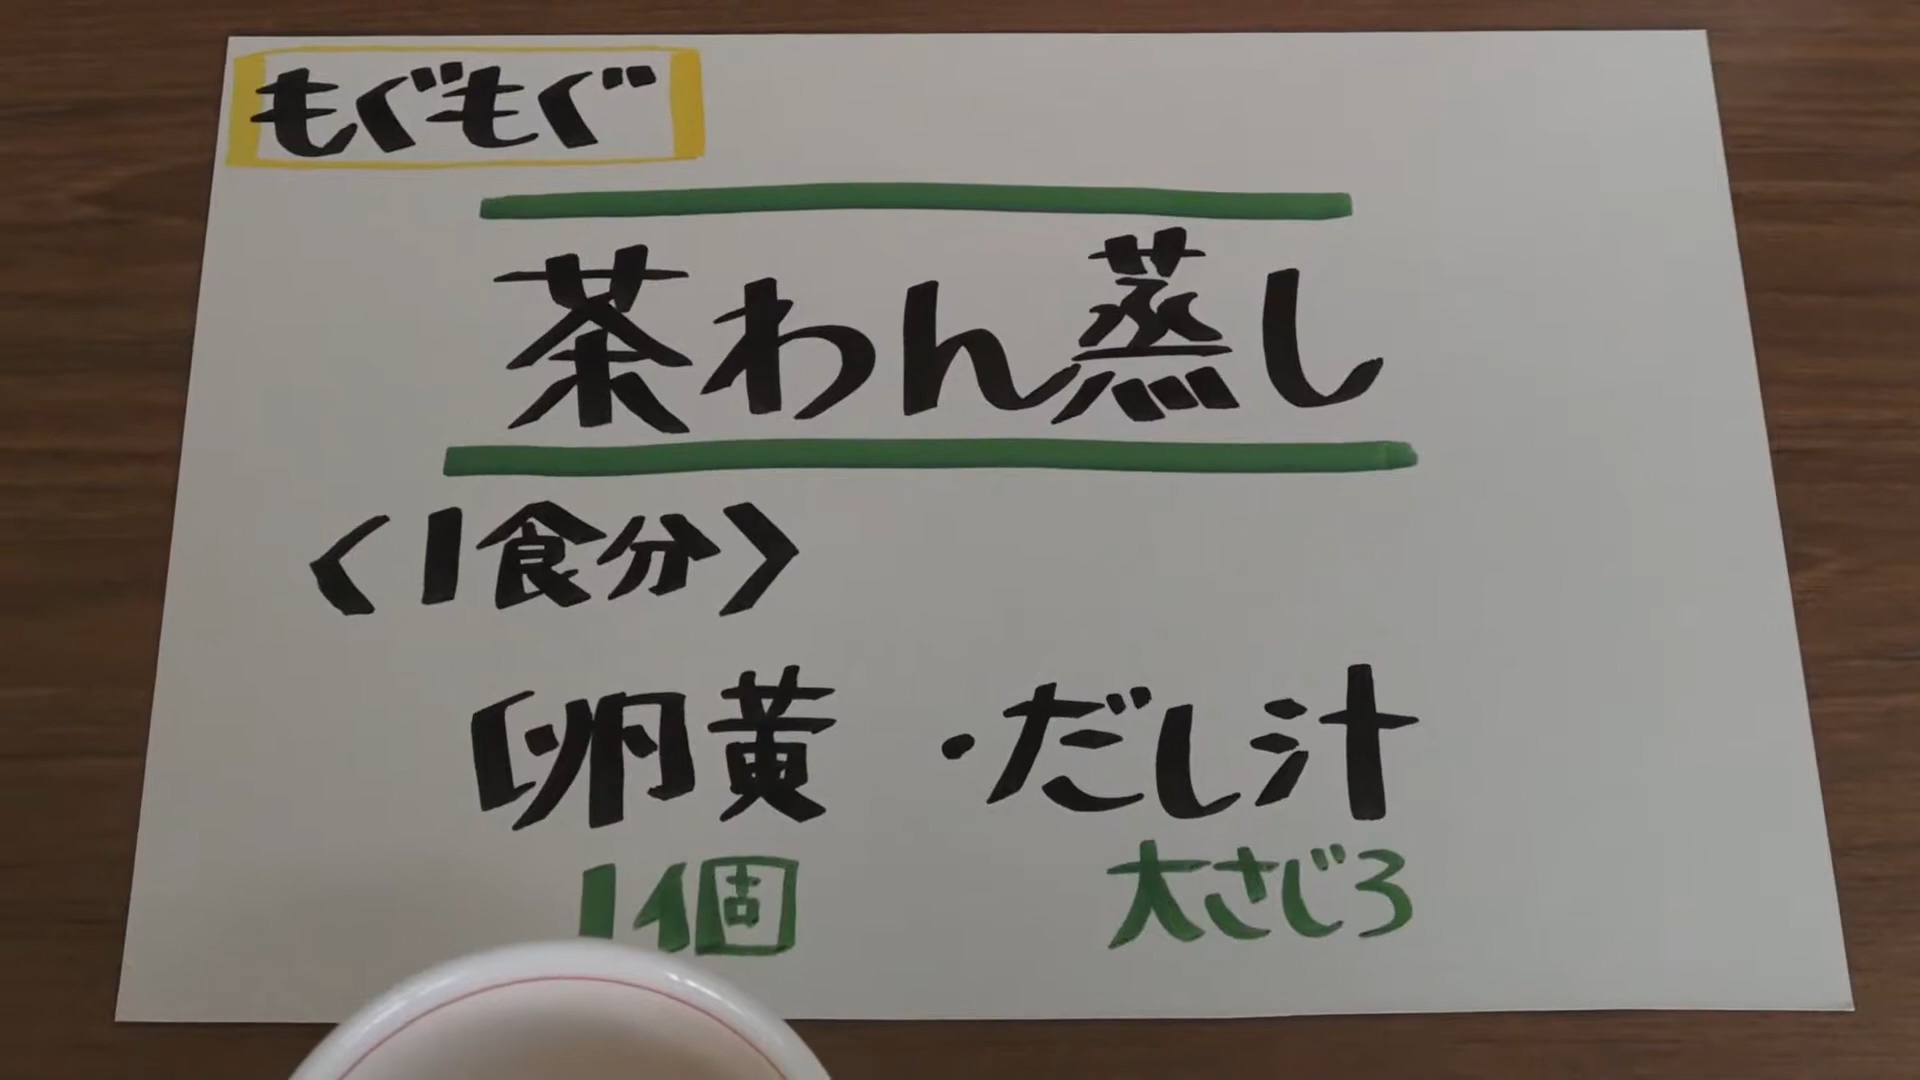 もぐもぐ
茶わん蒸し
〈1食分〉
卵黄 ・だし汁
1個 大さじ3